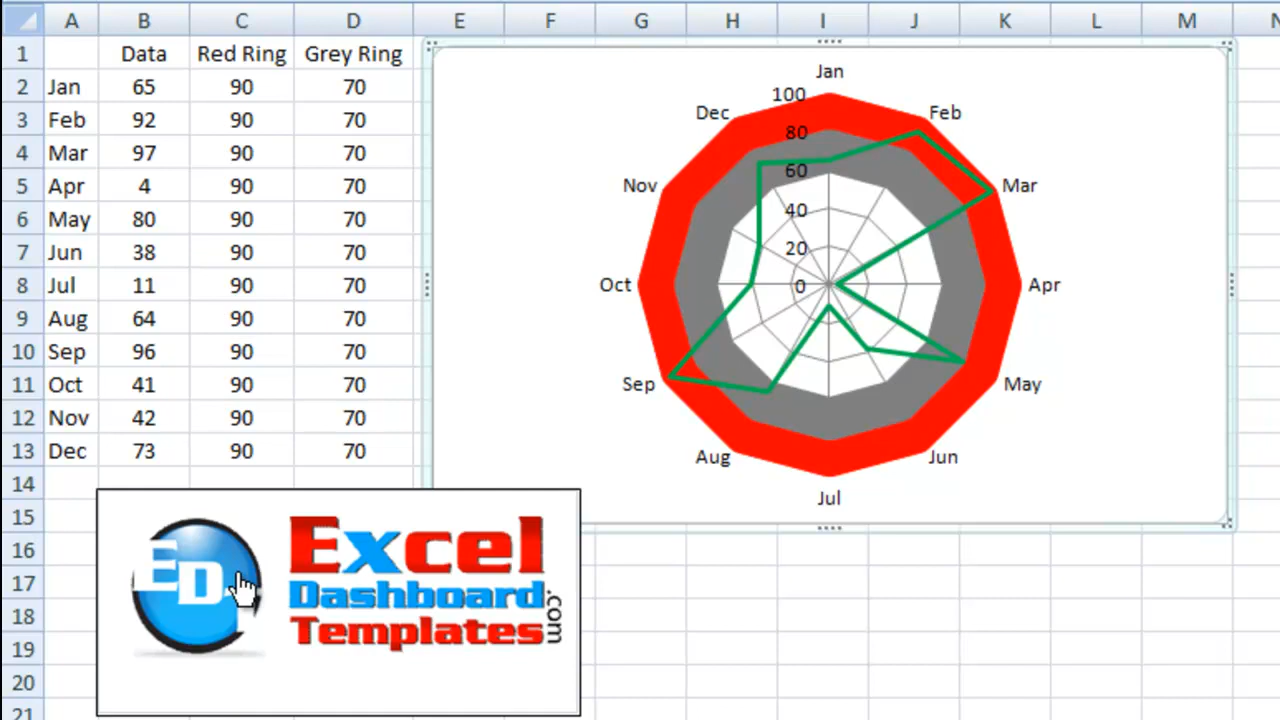 A B C D E F G H I J K L M N
1 Data Red Ring Grey Ring
2 Jan 65 90 70
3 Feb 92 90 70
4 Mar 97 90 70
5 Apr 4 90 70
6 May 80 90 70
7 Jun 38 90 70
8 Jul 11 90 70
9 Aug 64 90 70
10 Sep 96 90 70
11 Oct 41 90 70
12 Nov 42 90 70
13 Dec 73 90 70
14
15
16
17
18
19
20
21
Jan
100
Dec Feb
80
60
Nov Mar
40
20
Oct 0 Apr
Sep May
Aug Jun
Jul
ED
Excel
Dashboard
Templates
.com